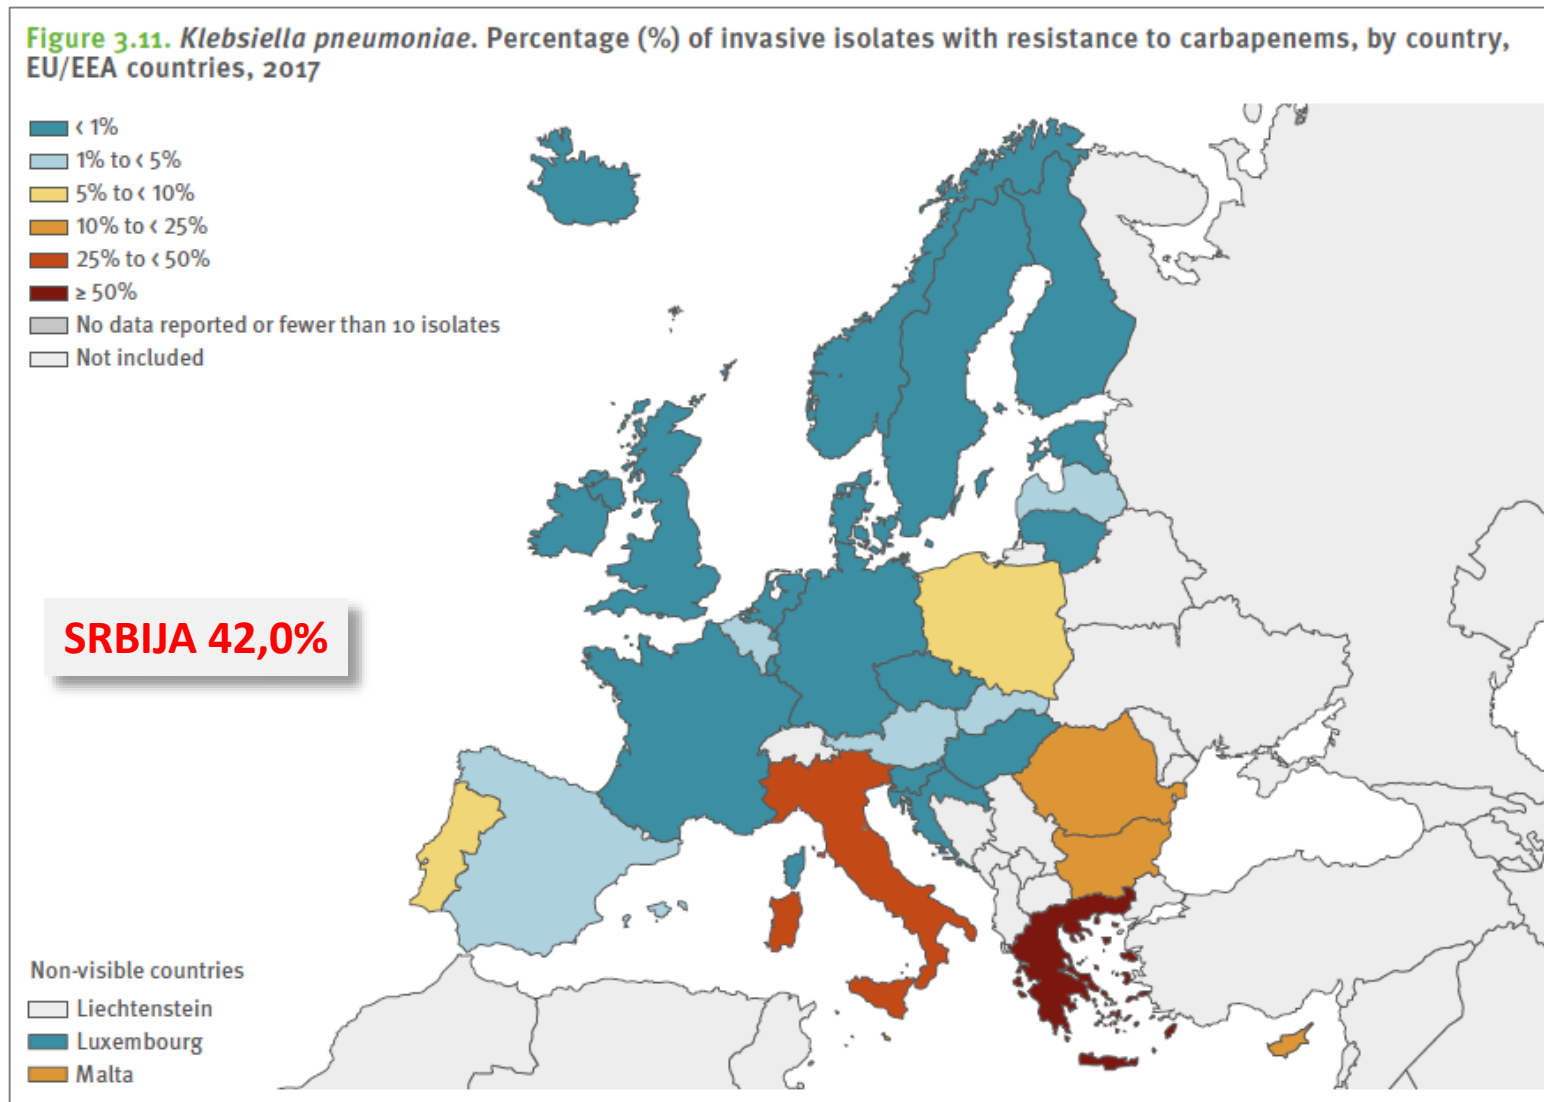 Figure 3.11. Klebsiella pneumoniae. Percentage (%) of invasive isolates with resistance to carbapenems, by country,
EU/EEA countries, 2017
< 1%
1% to < 5%
5% to < 10%
10% to < 25%
25% to < 50%
≥ 50%
No data reported or fewer than 10 isolates
Not included
SRBIJA 42,0%
Non-visible countries
Liechtenstein
Luxembourg
Malta